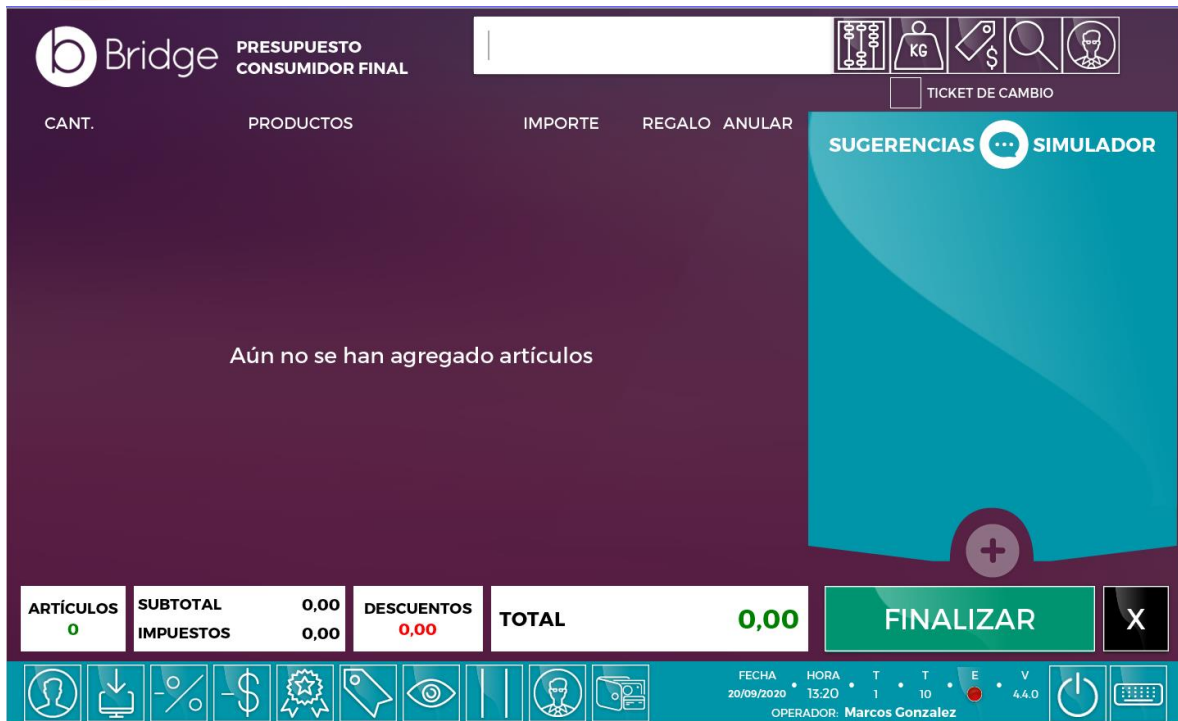 b Bridge
PRESUPUESTO
CONSUMIDOR FINAL
KG
$
TICKET DE CAMBIO
CANT. PRODUCTOS IMPORTE REGALO ANULAR
SUGERENCIAS SIMULADOR
Aún no se han agregado artículos
+
ARTÍCULOS
0
SUBTOTAL 0,00
IMPUESTOS 0,00
DESCUENTOS
0,00
TOTAL 0,00
FINALIZAR
X
-% -$
FECHA HORA T T E V
20/09/2020 • 13:20 • 1 • 10 • • 4.4.0
OPERADOR: Marcos Gonzalez